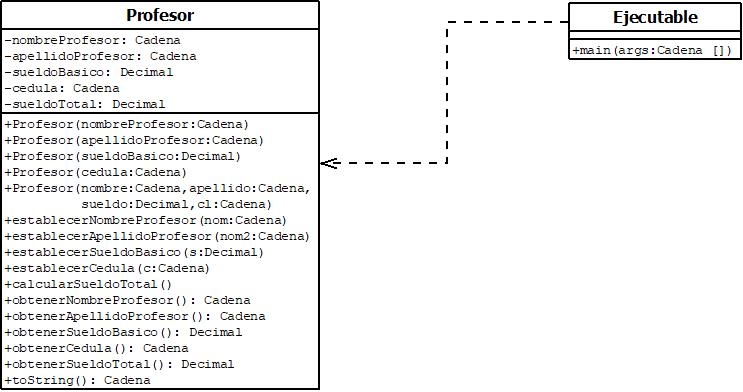 Profesor
-nombreProfesor: Cadena
-apellidoProfesor: Cadena
-sueldoBasico: Decimal
-cedula: Cadena
-sueldoTotal: Decimal
+Profesor(nombreProfesor:Cadena)
+Profesor(apellidoProfesor:Cadena)
+Profesor(sueldoBasico:Decimal)
+Profesor(cedula:Cadena)
+Profesor(nombre:Cadena,apellido:Cadena,
sueldo:Decimal,cl:Cadena)
+establecerNombreProfesor(nom:Cadena)
+establecerApellidoProfesor(nom2:Cadena)
+establecerSueldoBasico(s:Decimal)
+establecerCedula(c:Cadena)
+calcularSueldoTotal()
+obtenerNombreProfesor(): Cadena
+obtenerApellidoProfesor(): Cadena
+obtenerSueldoBasico(): Decimal
+obtenerCedula(): Cadena
+obtenerSueldoTotal(): Decimal
+toString(): Cadena
Ejecutable
+main(args:Cadena [])